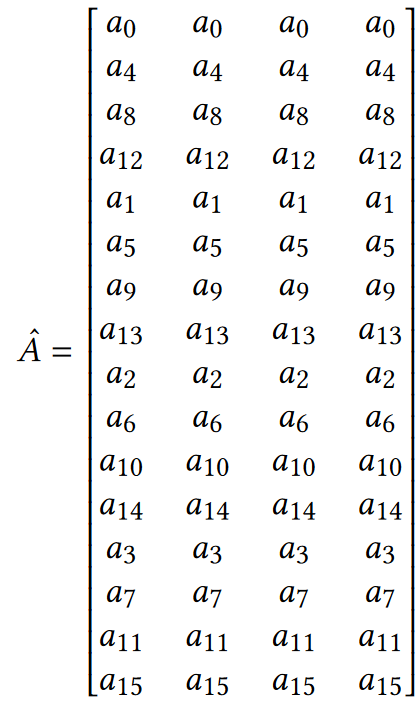 a₀ a₀ a₀ a₀
a₄ a₄ a₄ a₄
a₈ a₈ a₈ a₈
a₁₂ a₁₂ a₁₂ a₁₂
a₁ a₁ a₁ a₁
a₅ a₅ a₅ a₅
a₉ a₉ a₉ a₉
Â = a₁₃ a₁₃ a₁₃ a₁₃
a₂ a₂ a₂ a₂
a₆ a₆ a₆ a₆
a₁₀ a₁₀ a₁₀ a₁₀
a₁₄ a₁₄ a₁₄ a₁₄
a₃ a₃ a₃ a₃
a₇ a₇ a₇ a₇
a₁₁ a₁₁ a₁₁ a₁₁
a₁₅ a₁₅ a₁₅ a₁₅